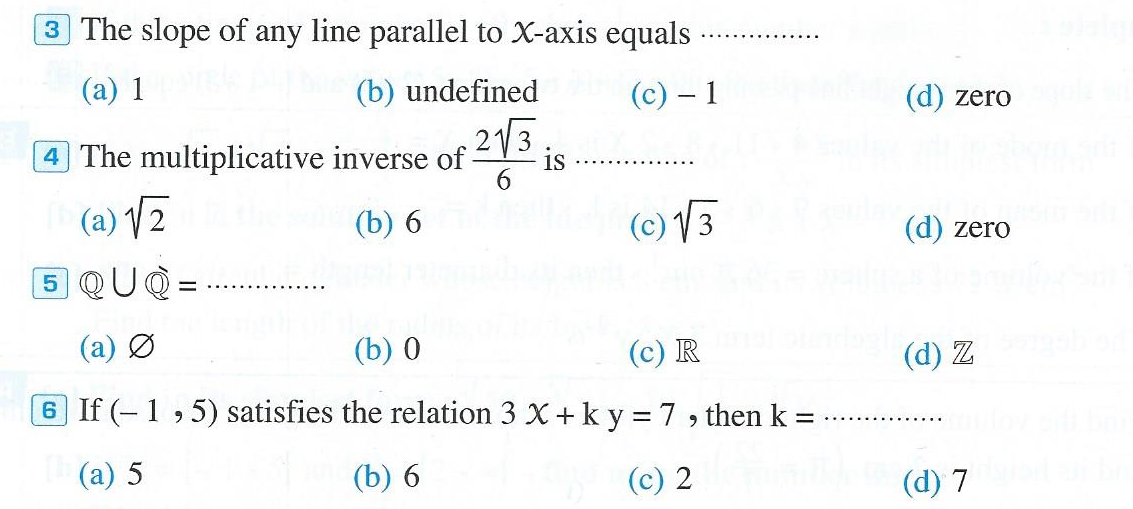 3 The slope of any line parallel to X-axis equals ..............
(a) 1 (b) undefined (c) – 1 (d) zero
4 The multiplicative inverse of 2√3/6 is ..............
(a) √2 (b) 6 (c) √3 (d) zero
5 ℚ ⋃ ℚ̀ = ..............
(a) ∅ (b) 0 (c) ℝ (d) ℤ
6 If (– 1 , 5) satisfies the relation 3 X + k y = 7 , then k = ..............
(a) 5 (b) 6 (c) 2 (d) 7